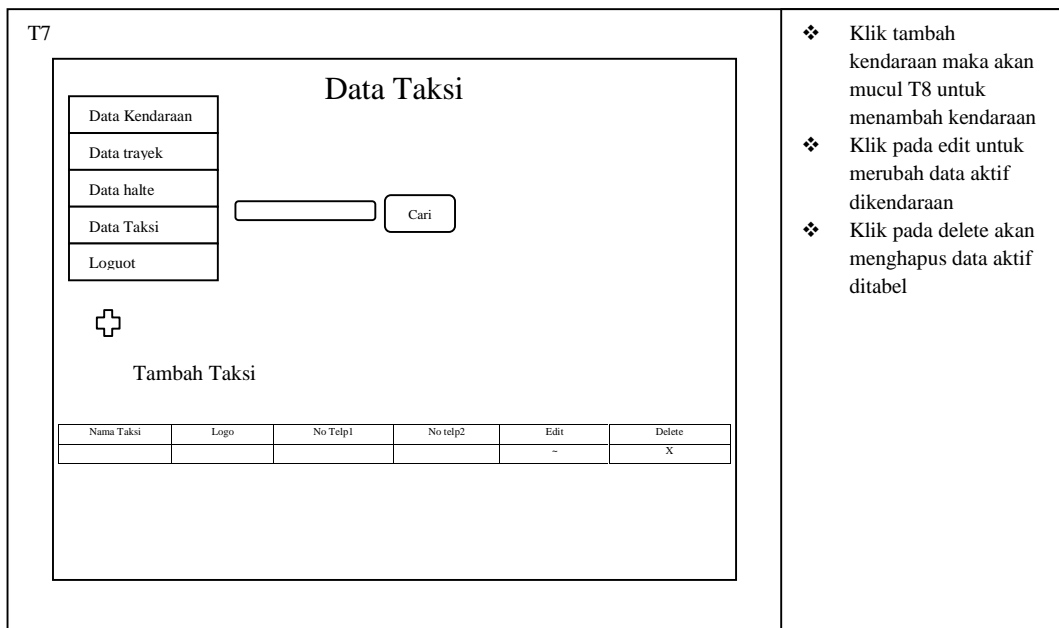 T7
Data Taksi
Data Kendaraan
Data trayek
Data halte
Data Taksi
Loguot
Cari
Tambah Taksi
Nama Taksi Logo No Telp1 No telp2 Edit Delete
~ X
❖ Klik tambah
kendaraan maka akan
mucul T8 untuk
menambah kendaraan
❖ Klik pada edit untuk
merubah data aktif
dikendaraan
❖ Klik pada delete akan
menghapus data aktif
ditabel